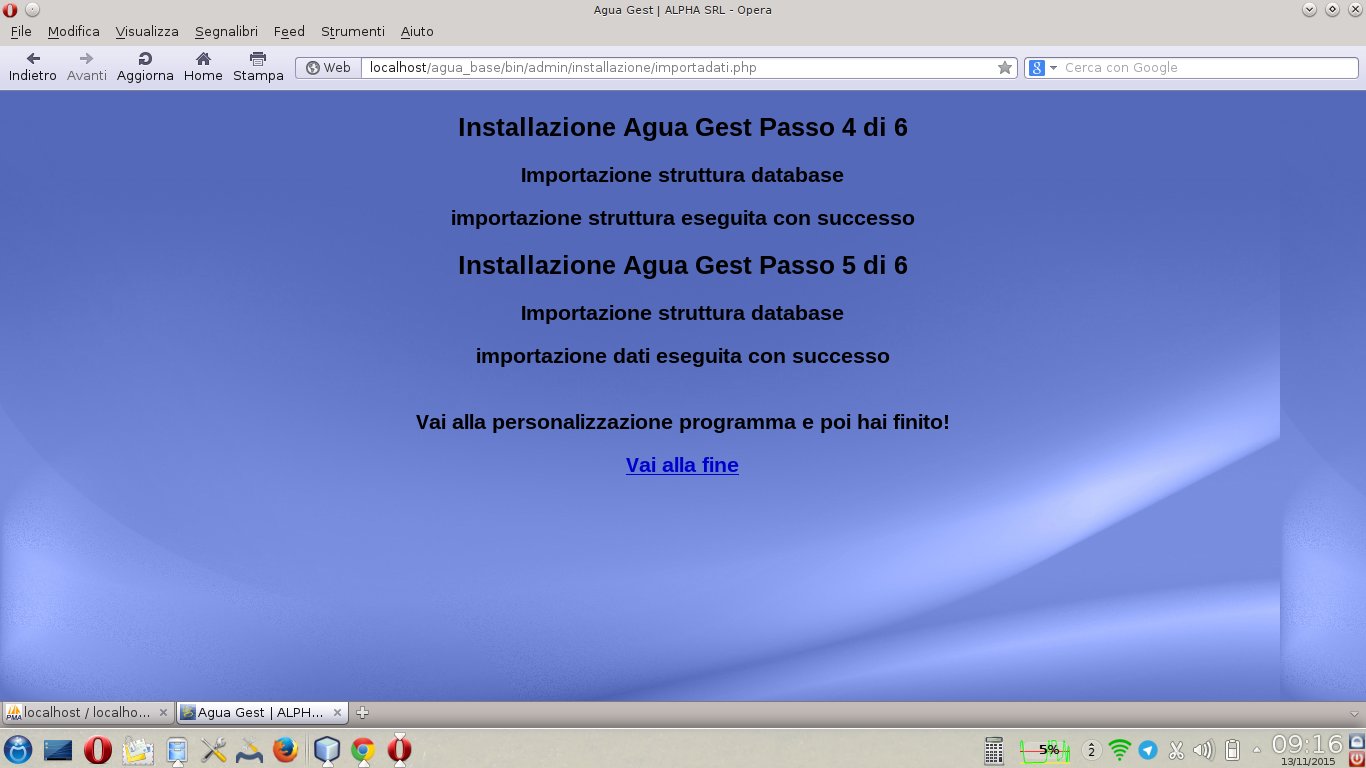 Agua Gest | ALPHA SRL - Opera
File Modifica Visualizza Segnalibri Feed Strumenti Aiuto
Indietro Avanti Aggiorna Home Stampa
Web localhost/agua_base/bin/admin/installazione/importadati.php
8 Cerca con Google
Installazione Agua Gest Passo 4 di 6
Importazione struttura database
importazione struttura eseguita con successo
Installazione Agua Gest Passo 5 di 6
Importazione struttura database
importazione dati eseguita con successo
Vai alla personalizzazione programma e poi hai finito!
Vai alla fine
PMA localhost / localho...
Agua Gest | ALPH...
5%
2
09:16
13/11/2015